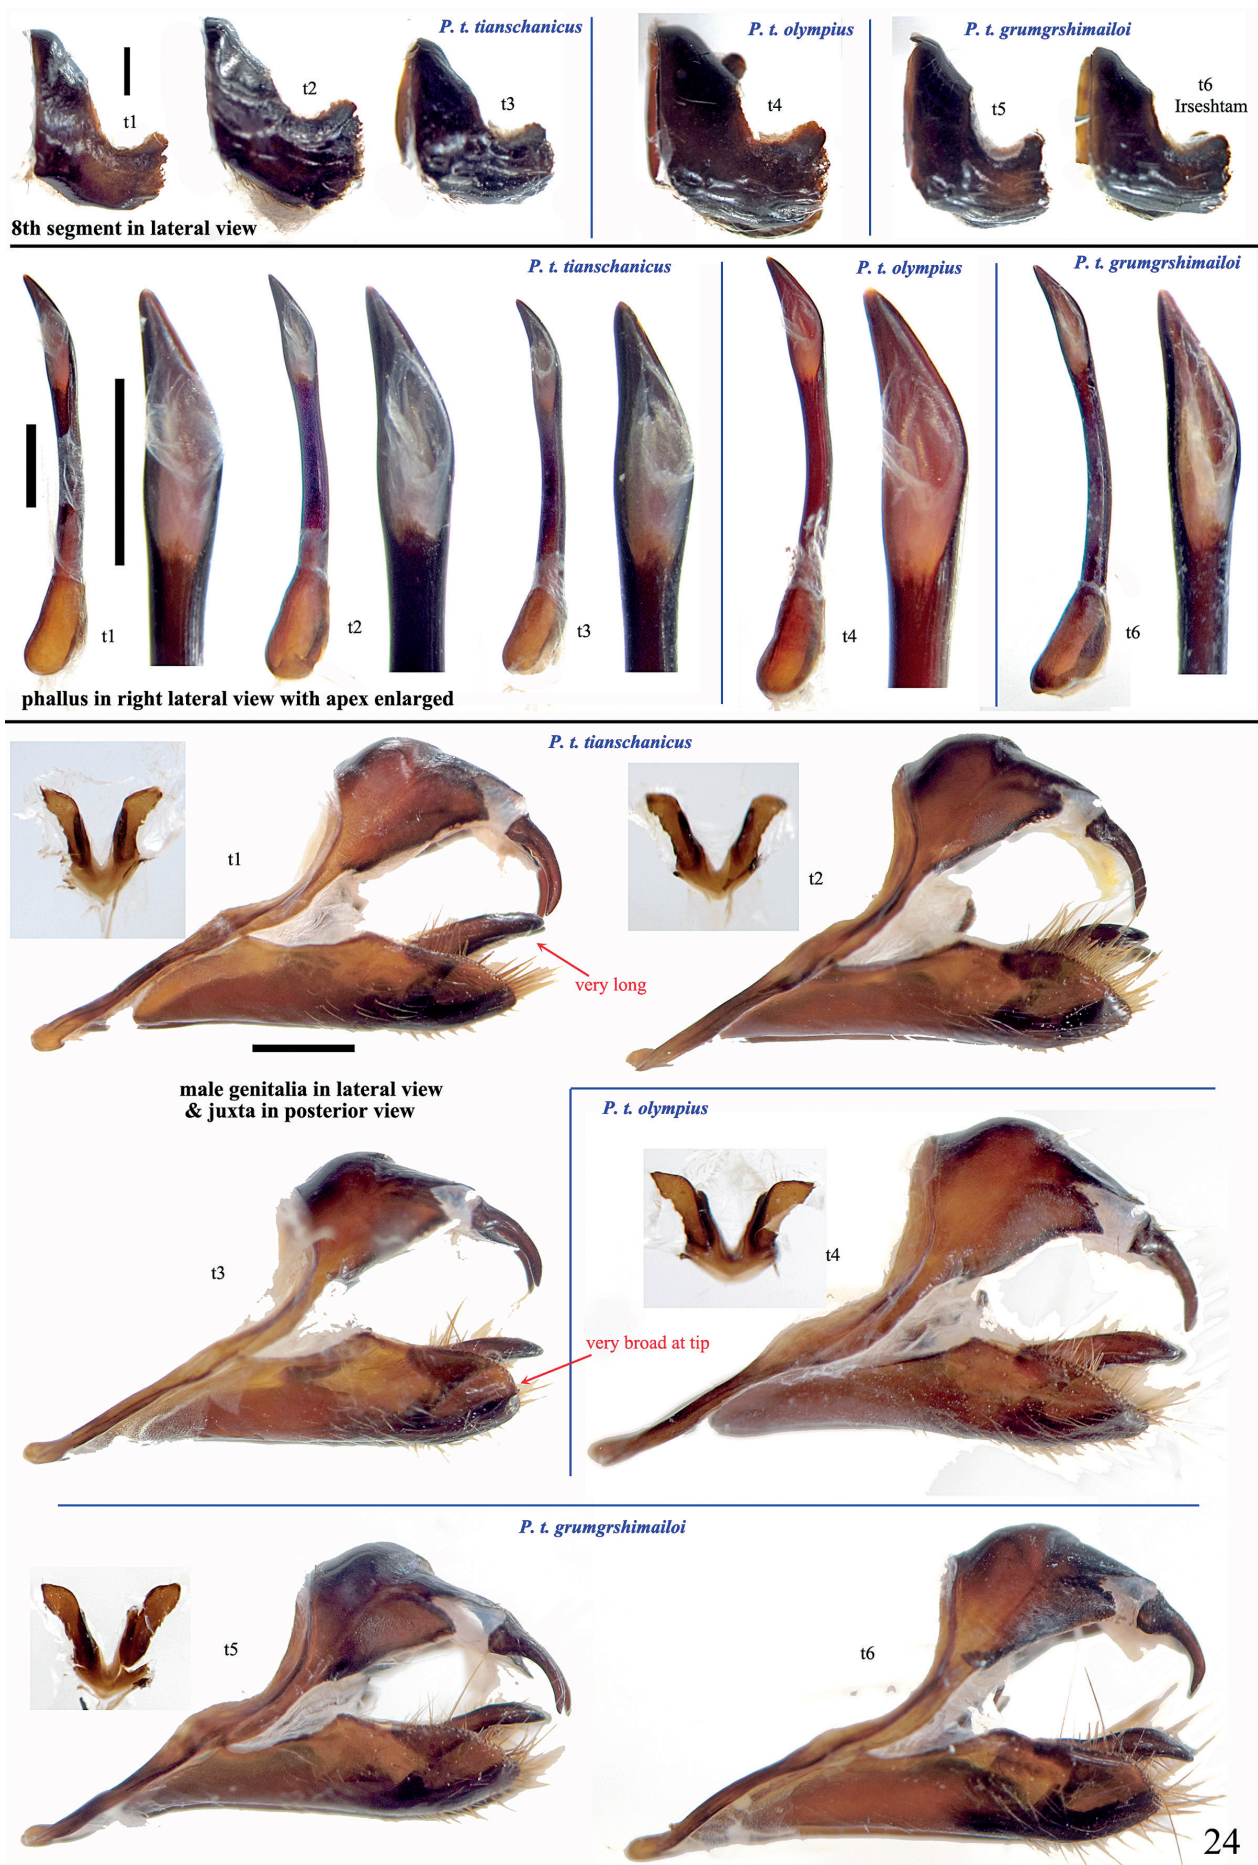 P. t. tianschanicus
P. t. olympius
P. t. grumgrshimailoi
t1
t2
t3
t4
t5
t6
Irseshtam
8th segment in lateral view
P. t. tianschanicus
P. t. olympius
P. t. grumgrshimailoi
t1
t2
t3
t4
t6
phallus in right lateral view with apex enlarged
P. t. tianschanicus
t1
t2
very long
male genitalia in lateral view
& juxta in posterior view
P. t. olympius
t3
t4
very broad at tip
P. t. grumgrshimailoi
t5
t6
24